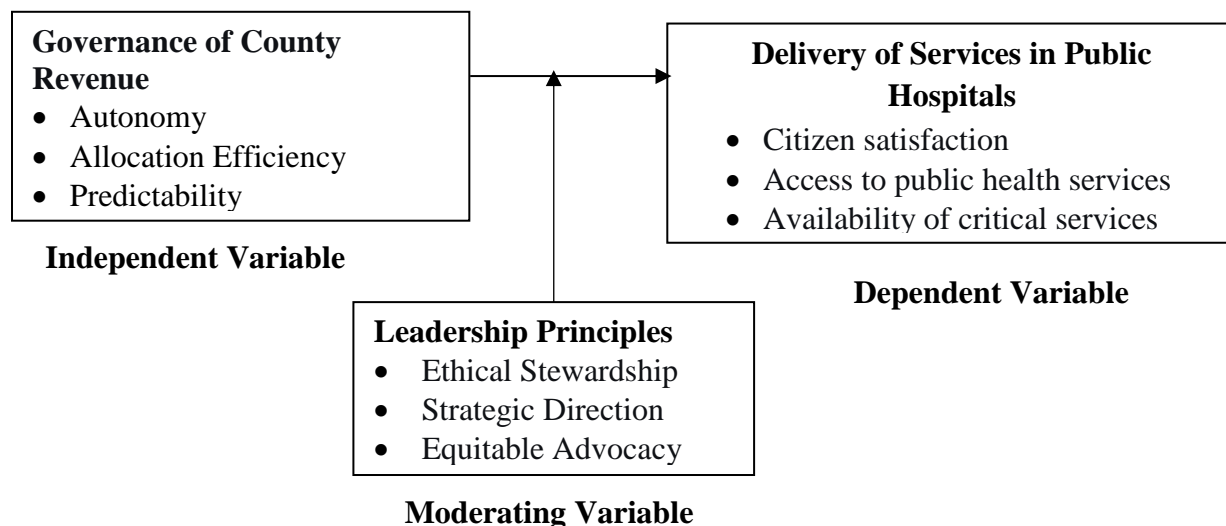 Governance of County
Revenue
• Autonomy
• Allocation Efficiency
• Predictability
Independent Variable
Delivery of Services in Public
Hospitals
• Citizen satisfaction
• Access to public health services
• Availability of critical services
Dependent Variable
Leadership Principles
• Ethical Stewardship
• Strategic Direction
• Equitable Advocacy
Moderating Variable